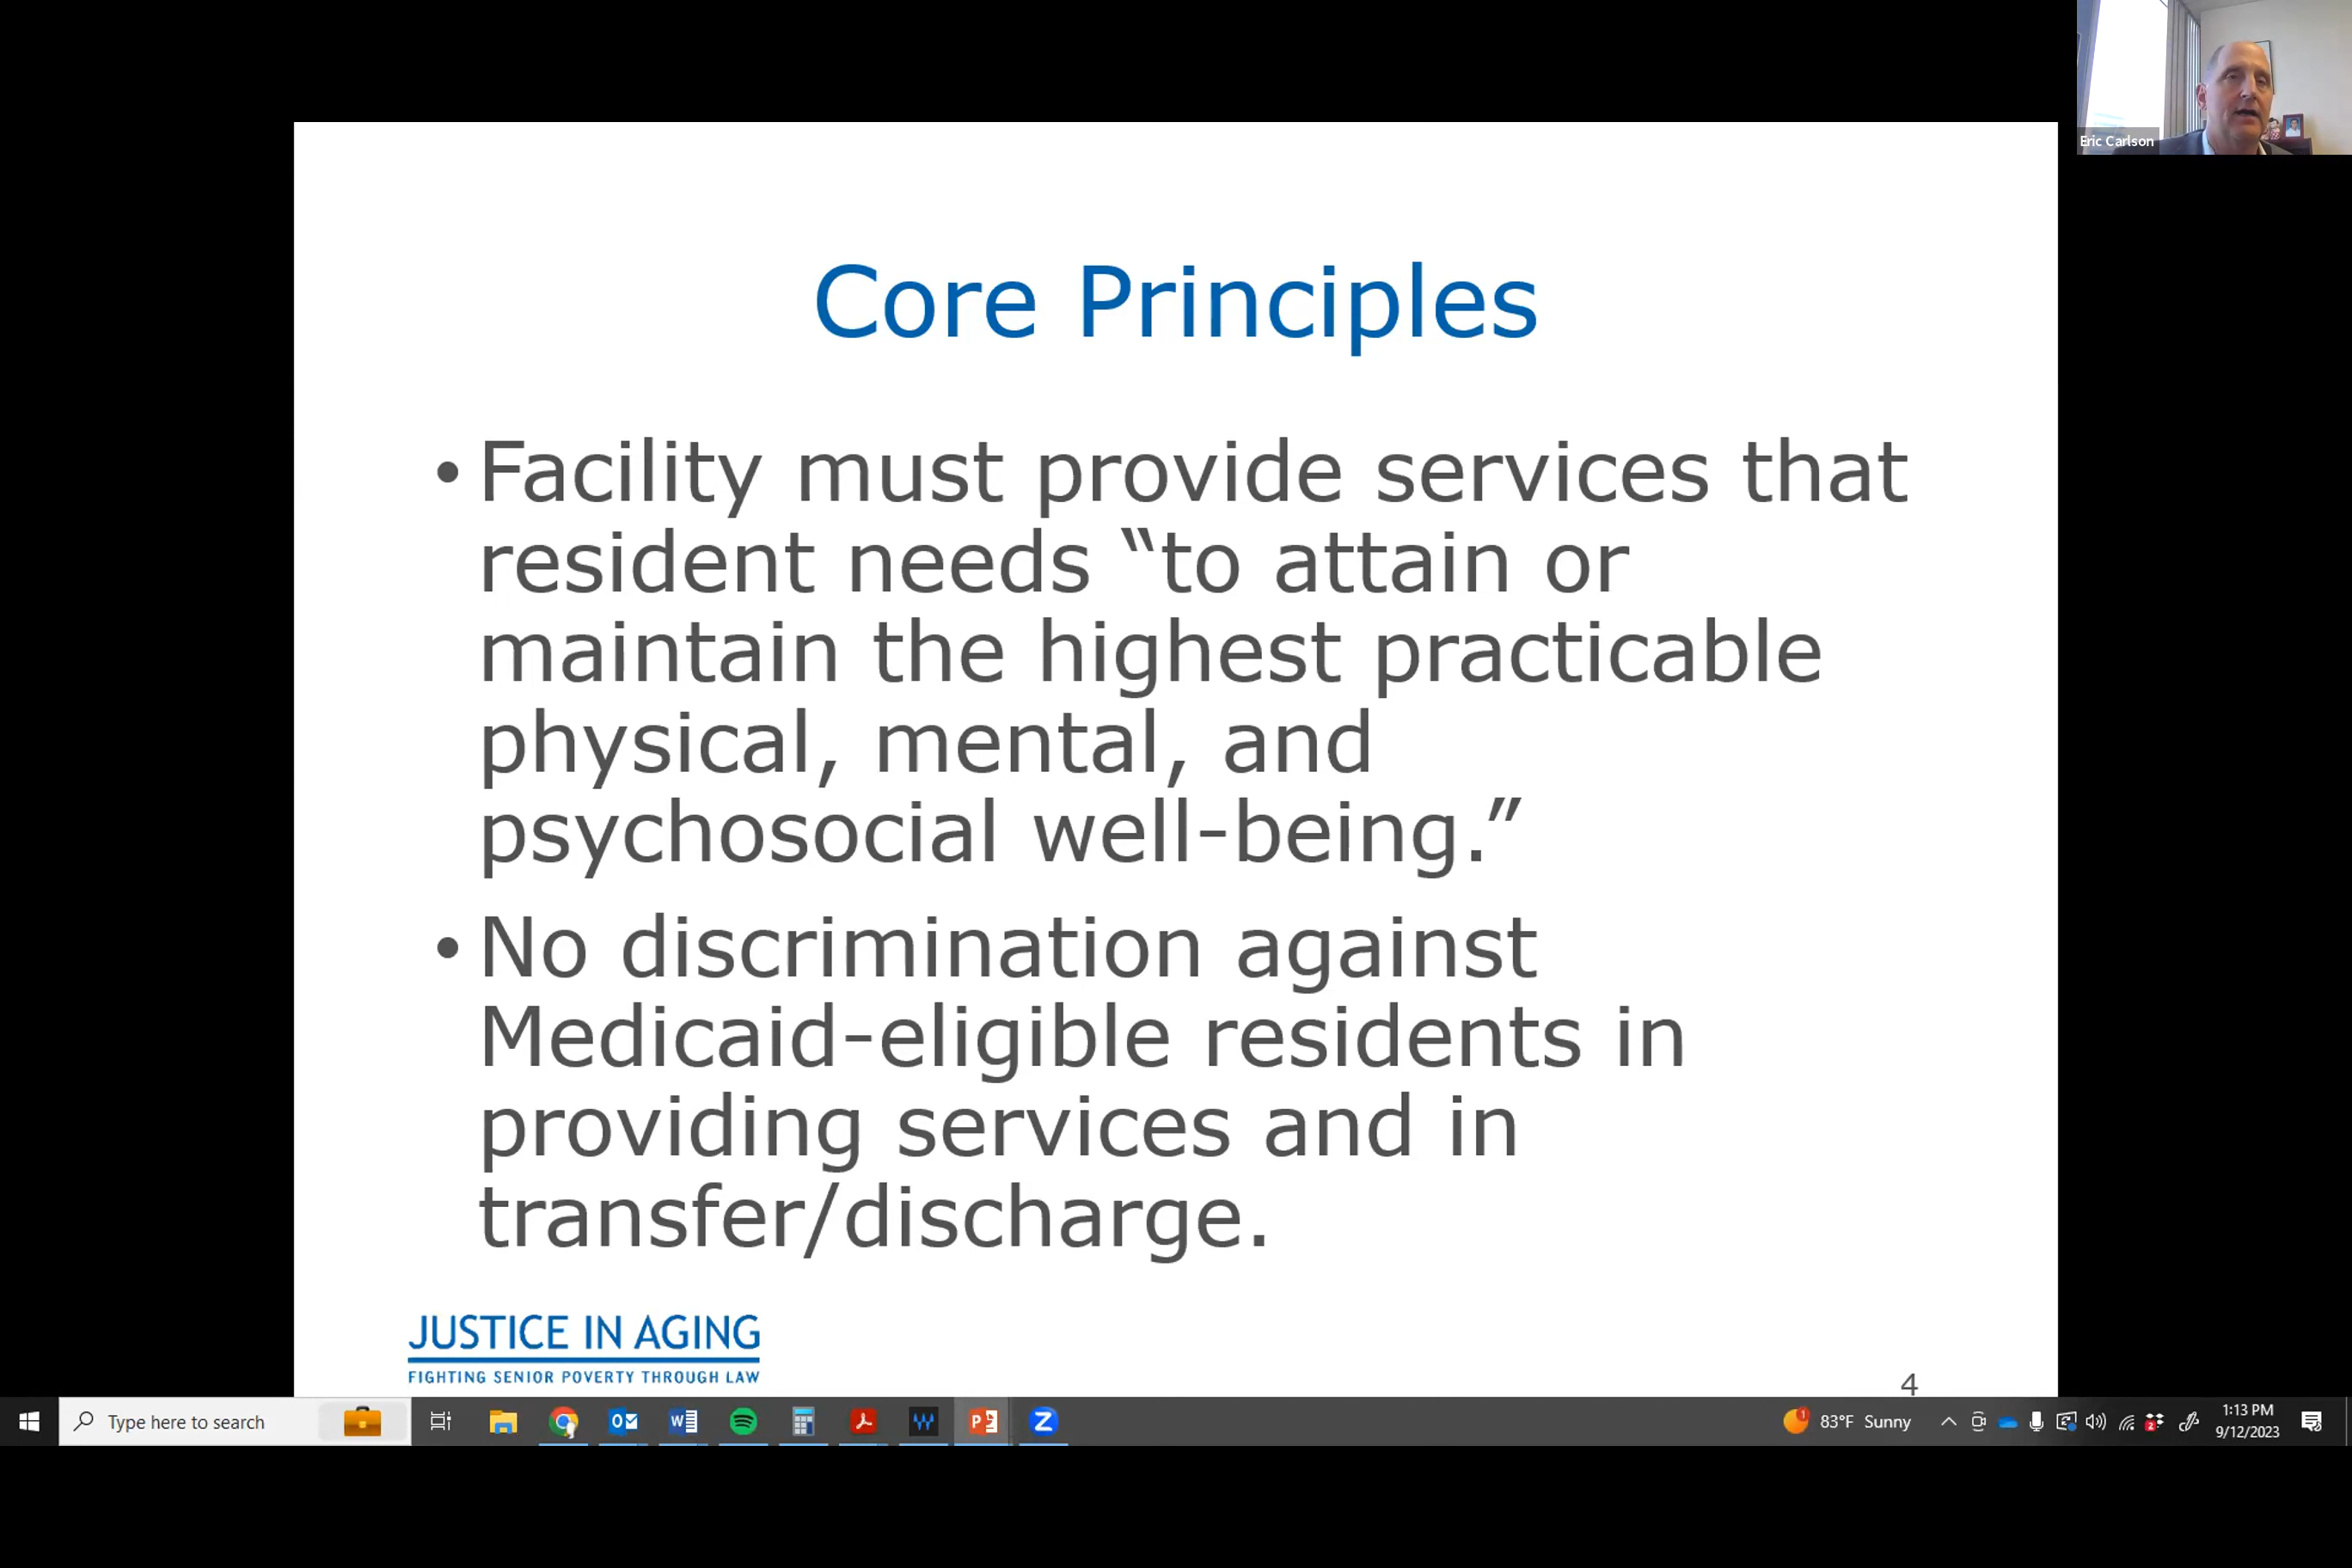 Eric Carlson
Core Principles
• Facility must provide services that
resident needs “to attain or
maintain the highest practicable
physical, mental, and
psychosocial well-being.”
• No discrimination against
Medicaid-eligible residents in
providing services and in
transfer/discharge.
JUSTICE IN AGING
FIGHTING SENIOR POVERTY THROUGH LAW
4
Type here to search
83°F Sunny
1:13 PM
9/12/2023